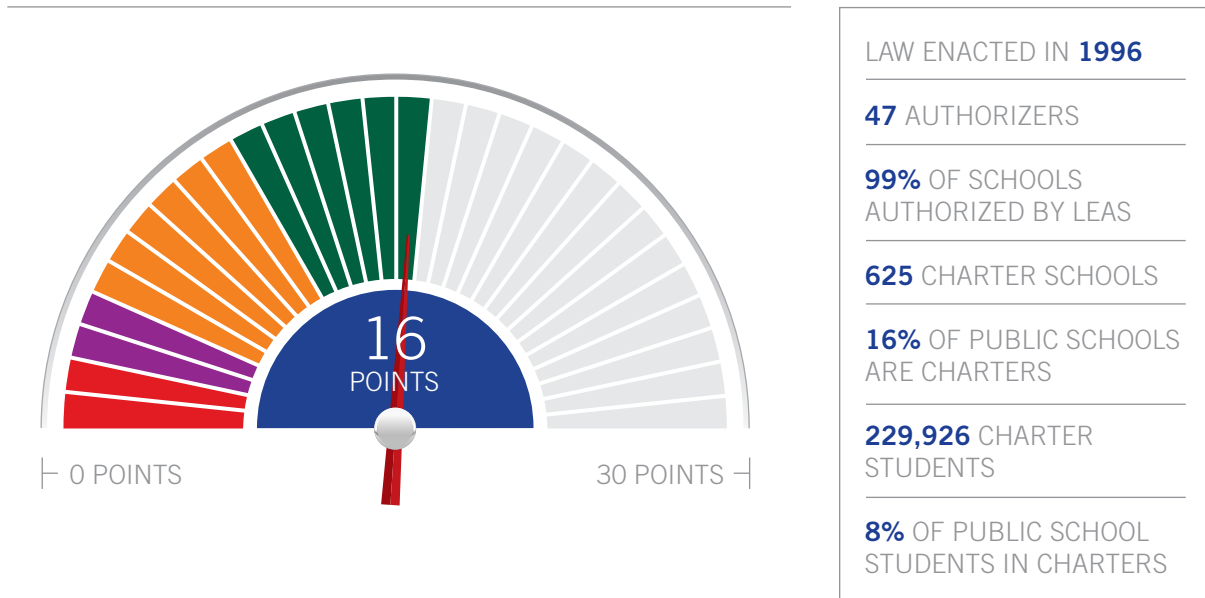 16
POINTS
0 POINTS
30 POINTS
LAW ENACTED IN 1996
47 AUTHORIZERS
99% OF SCHOOLS
AUTHORIZED BY LEAS
625 CHARTER SCHOOLS
16% OF PUBLIC SCHOOLS
ARE CHARTERS
229,926 CHARTER
STUDENTS
8% OF PUBLIC SCHOOL
STUDENTS IN CHARTERS